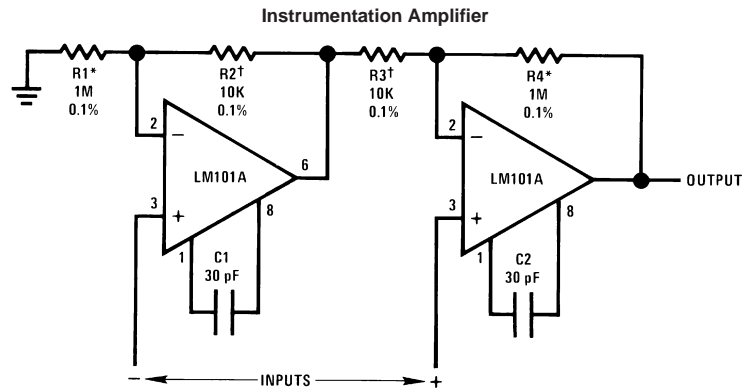 Instrumentation Amplifier
R1*
1M
0.1%
R2†
10K
0.1%
R3†
10K
0.1%
R4*
1M
0.1%
2
−
LM101A
6
3
+
8
1
C1
30 pF
2
−
LM101A
OUTPUT
3
+
8
1
C2
30 pF
− INPUTS +